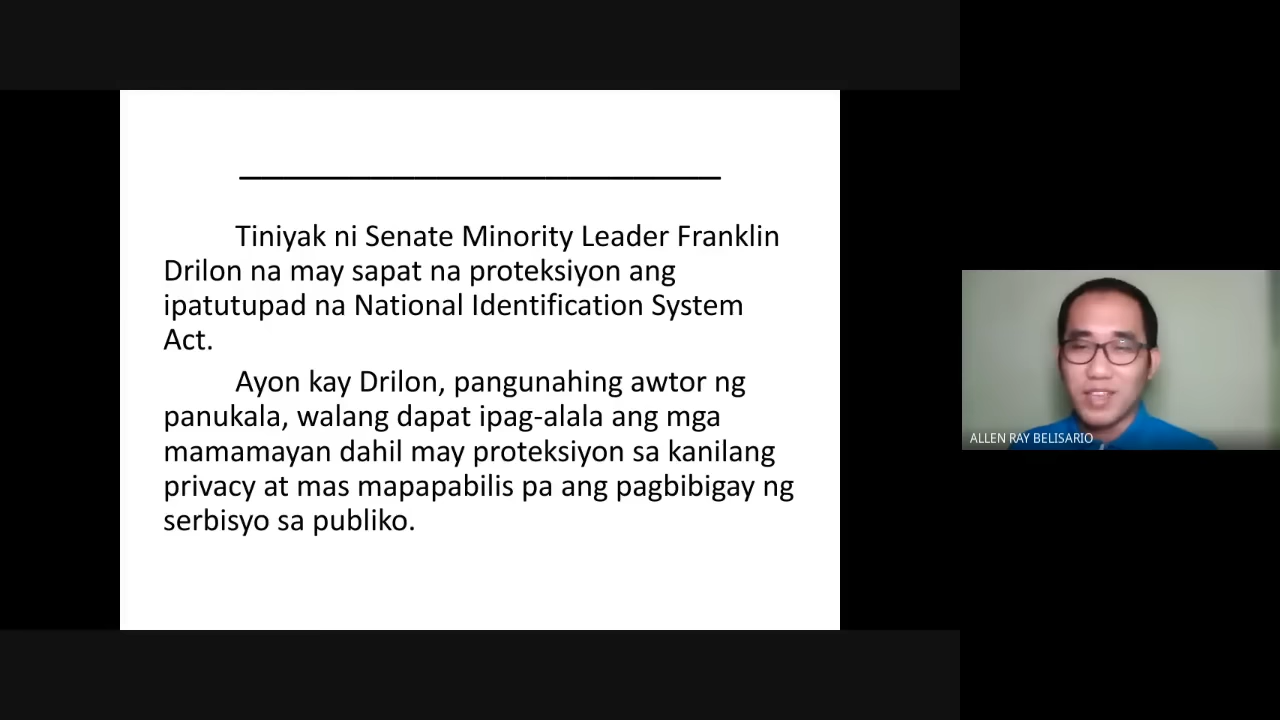 Tiniyak ni Senate Minority Leader Franklin
Drilon na may sapat na proteksiyon ang
ipatutupad na National Identification System
Act.
Ayon kay Drilon, pangunahing awtor ng
panukala, walang dapat ipag-alala ang mga
mamamayan dahil may proteksiyon sa kanilang
privacy at mas mapapabilis pa ang pagbibigay ng
serbisyo sa publiko.
ALLEN RAY BELISARIO